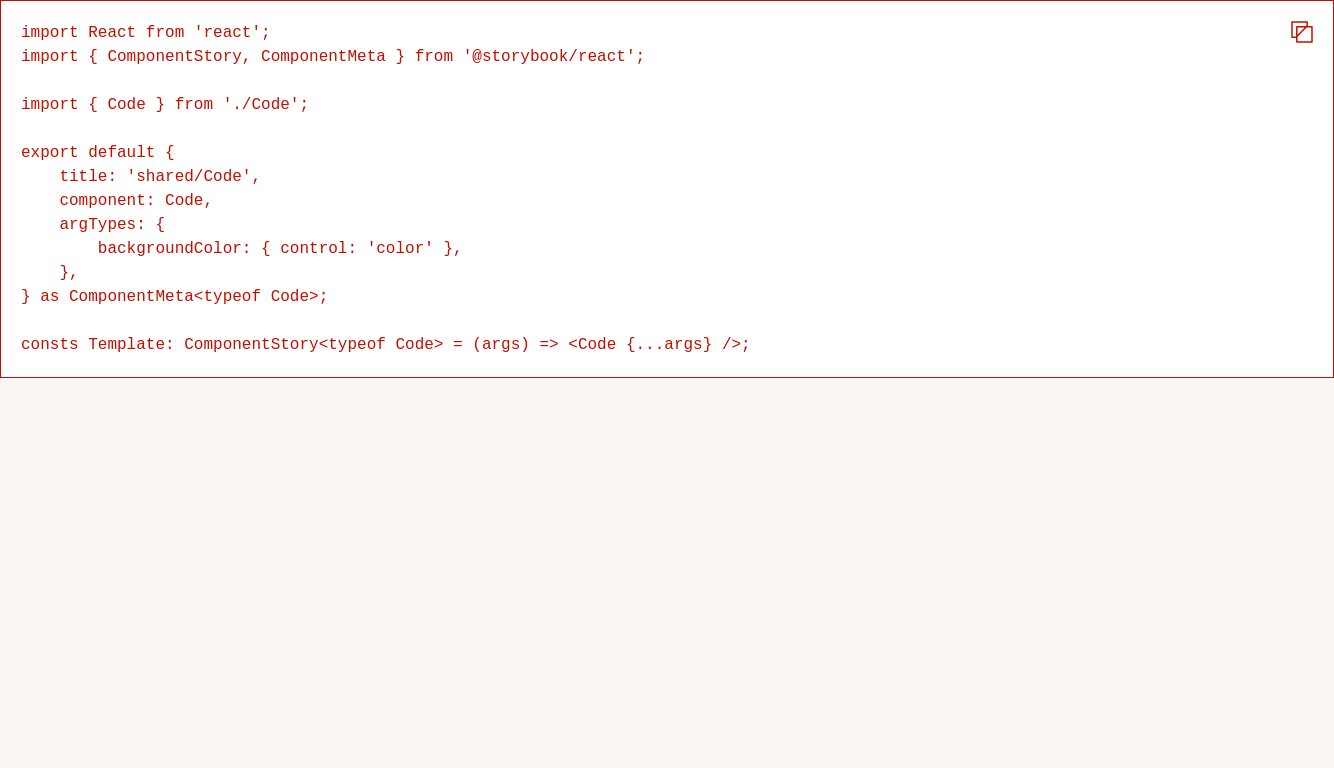 import React from 'react';
import { ComponentStory, ComponentMeta } from '@storybook/react';

import { Code } from './Code';

export default {
    title: 'shared/Code',
    component: Code,
    argTypes: {
        backgroundColor: { control: 'color' },
    },
} as ComponentMeta<typeof Code>;

consts Template: ComponentStory<typeof Code> = (args) => <Code {...args} />;